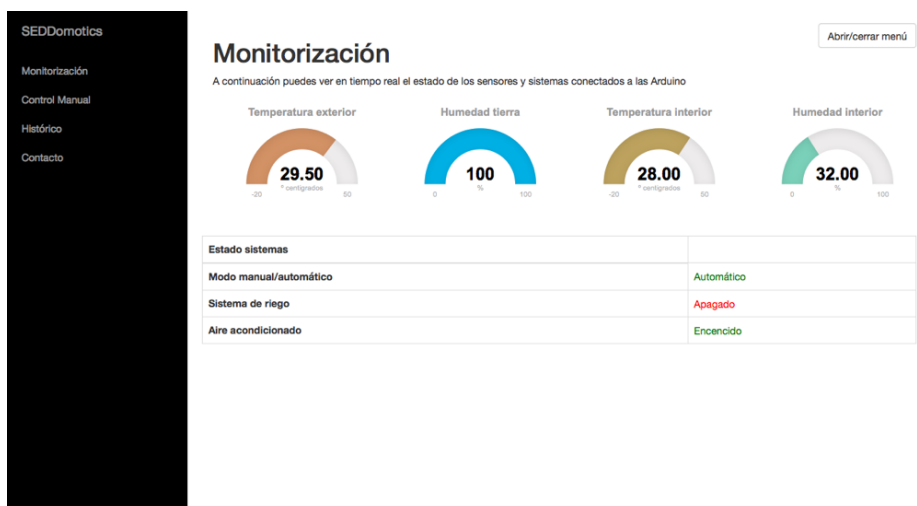 SEDDomotics
Monitorización
Control Manual
Histórico
Contacto
Abrir/cerrar menú
Monitorización
A continuación puedes ver en tiempo real el estado de los sensores y sistemas conectados a las Arduino
Temperatura exterior
29.50
° centigrados
-20 50
Humedad tierra
100
%
0 100
Temperatura interior
28.00
° centigrados
-20 50
Humedad interior
32.00
%
0 100
Estado sistemas
Modo manual/automático Automático
Sistema de riego Apagado
Aire acondicionado Encencido